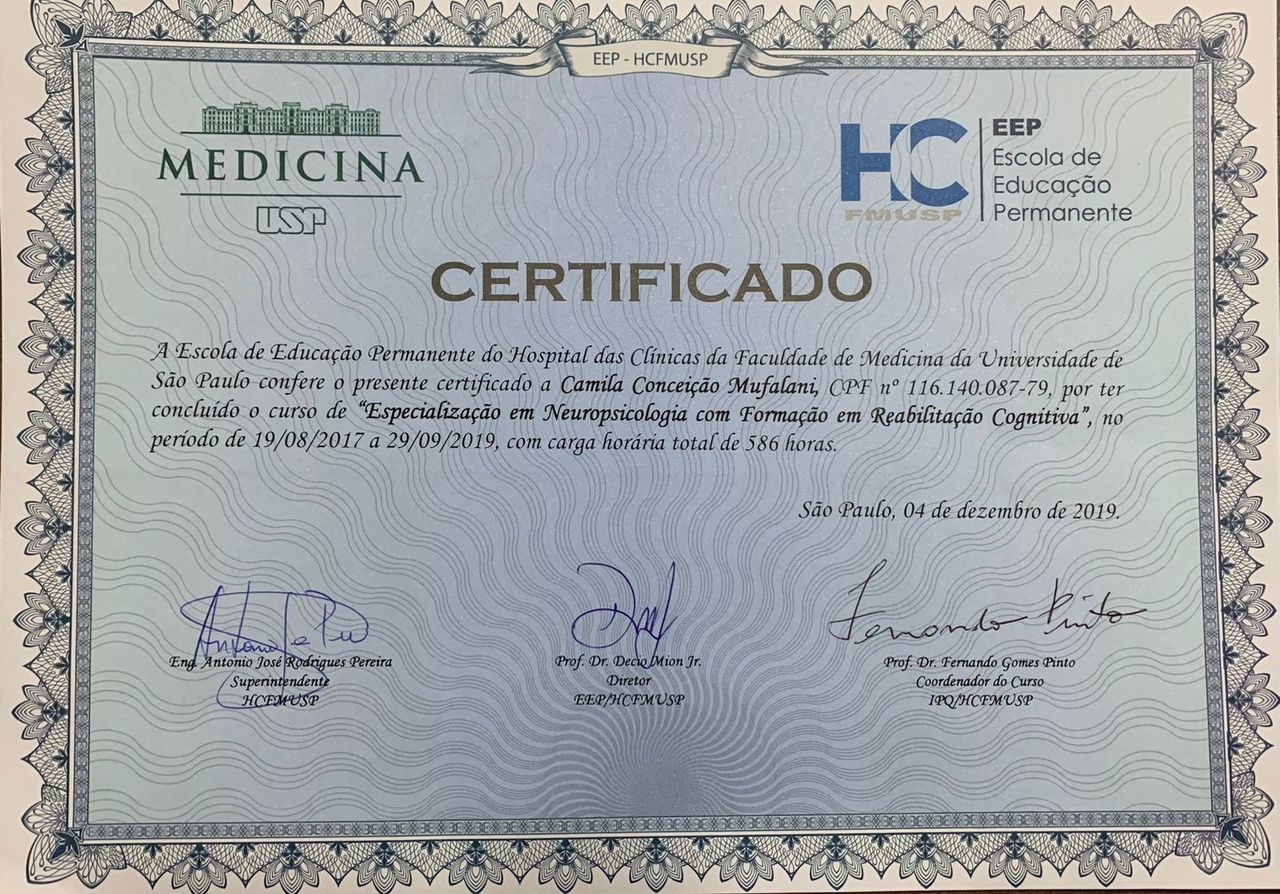 EEP - HCFMUSP
MEDICINA
USP
HC
FMUSP
EEP
Escola de
Educação
Permanente
CERTIFICADO
A Escola de Educação Permanente do Hospital das Clínicas da Faculdade de Medicina da Universidade de
São Paulo confere o presente certificado a Camila Conceição Mufalani, CPF nº 116.140.087-79, por ter
concluído o curso de “Especialização em Neuropsicologia com Formação em Reabilitação Cognitiva”, no
período de 19/08/2017 a 29/09/2019, com carga horária total de 586 horas.
São Paulo, 04 de dezembro de 2019.
Fernando Pinto
Eng. Antonio José Rodrigues Pereira
Superintendente
HCFMUSP
Prof. Dr. Decio Mion Jr.
Diretor
EEP/HCFMUSP
Prof. Dr. Fernando Gomes Pinto
Coordenador do Curso
IPQ/HCFMUSP